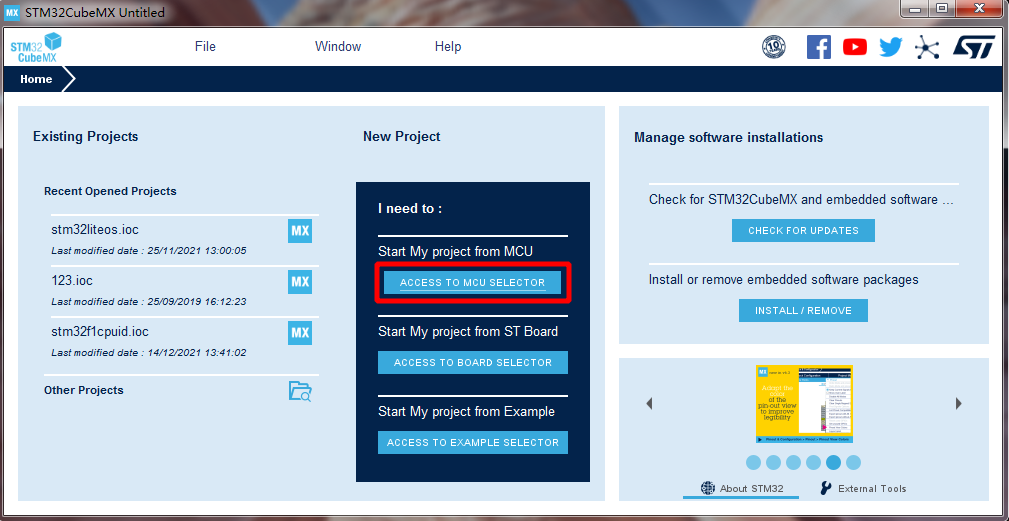 MX STM32CubeMX Untitled
STM32
CubeMX
File Window Help
10
ST
Home
Existing Projects
Recent Opened Projects
stm32liteos.ioc
MX
Last modified date : 25/11/2021 13:00:05
123.ioc
MX
Last modified date : 25/09/2019 16:12:23
stm32f1cpuid.ioc
MX
Last modified date : 14/12/2021 13:41:02
Other Projects
New Project
I need to :
Start My project from MCU
ACCESS TO MCU SELECTOR
Start My project from ST Board
ACCESS TO BOARD SELECTOR
Start My project from Example
ACCESS TO EXAMPLE SELECTOR
Manage software installations
Check for STM32CubeMX and embedded software ...
CHECK FOR UPDATES
Install or remove embedded software packages
INSTALL / REMOVE
MX
Adopt the
of the
pin-out view
to improve
legibility
About STM32
External Tools